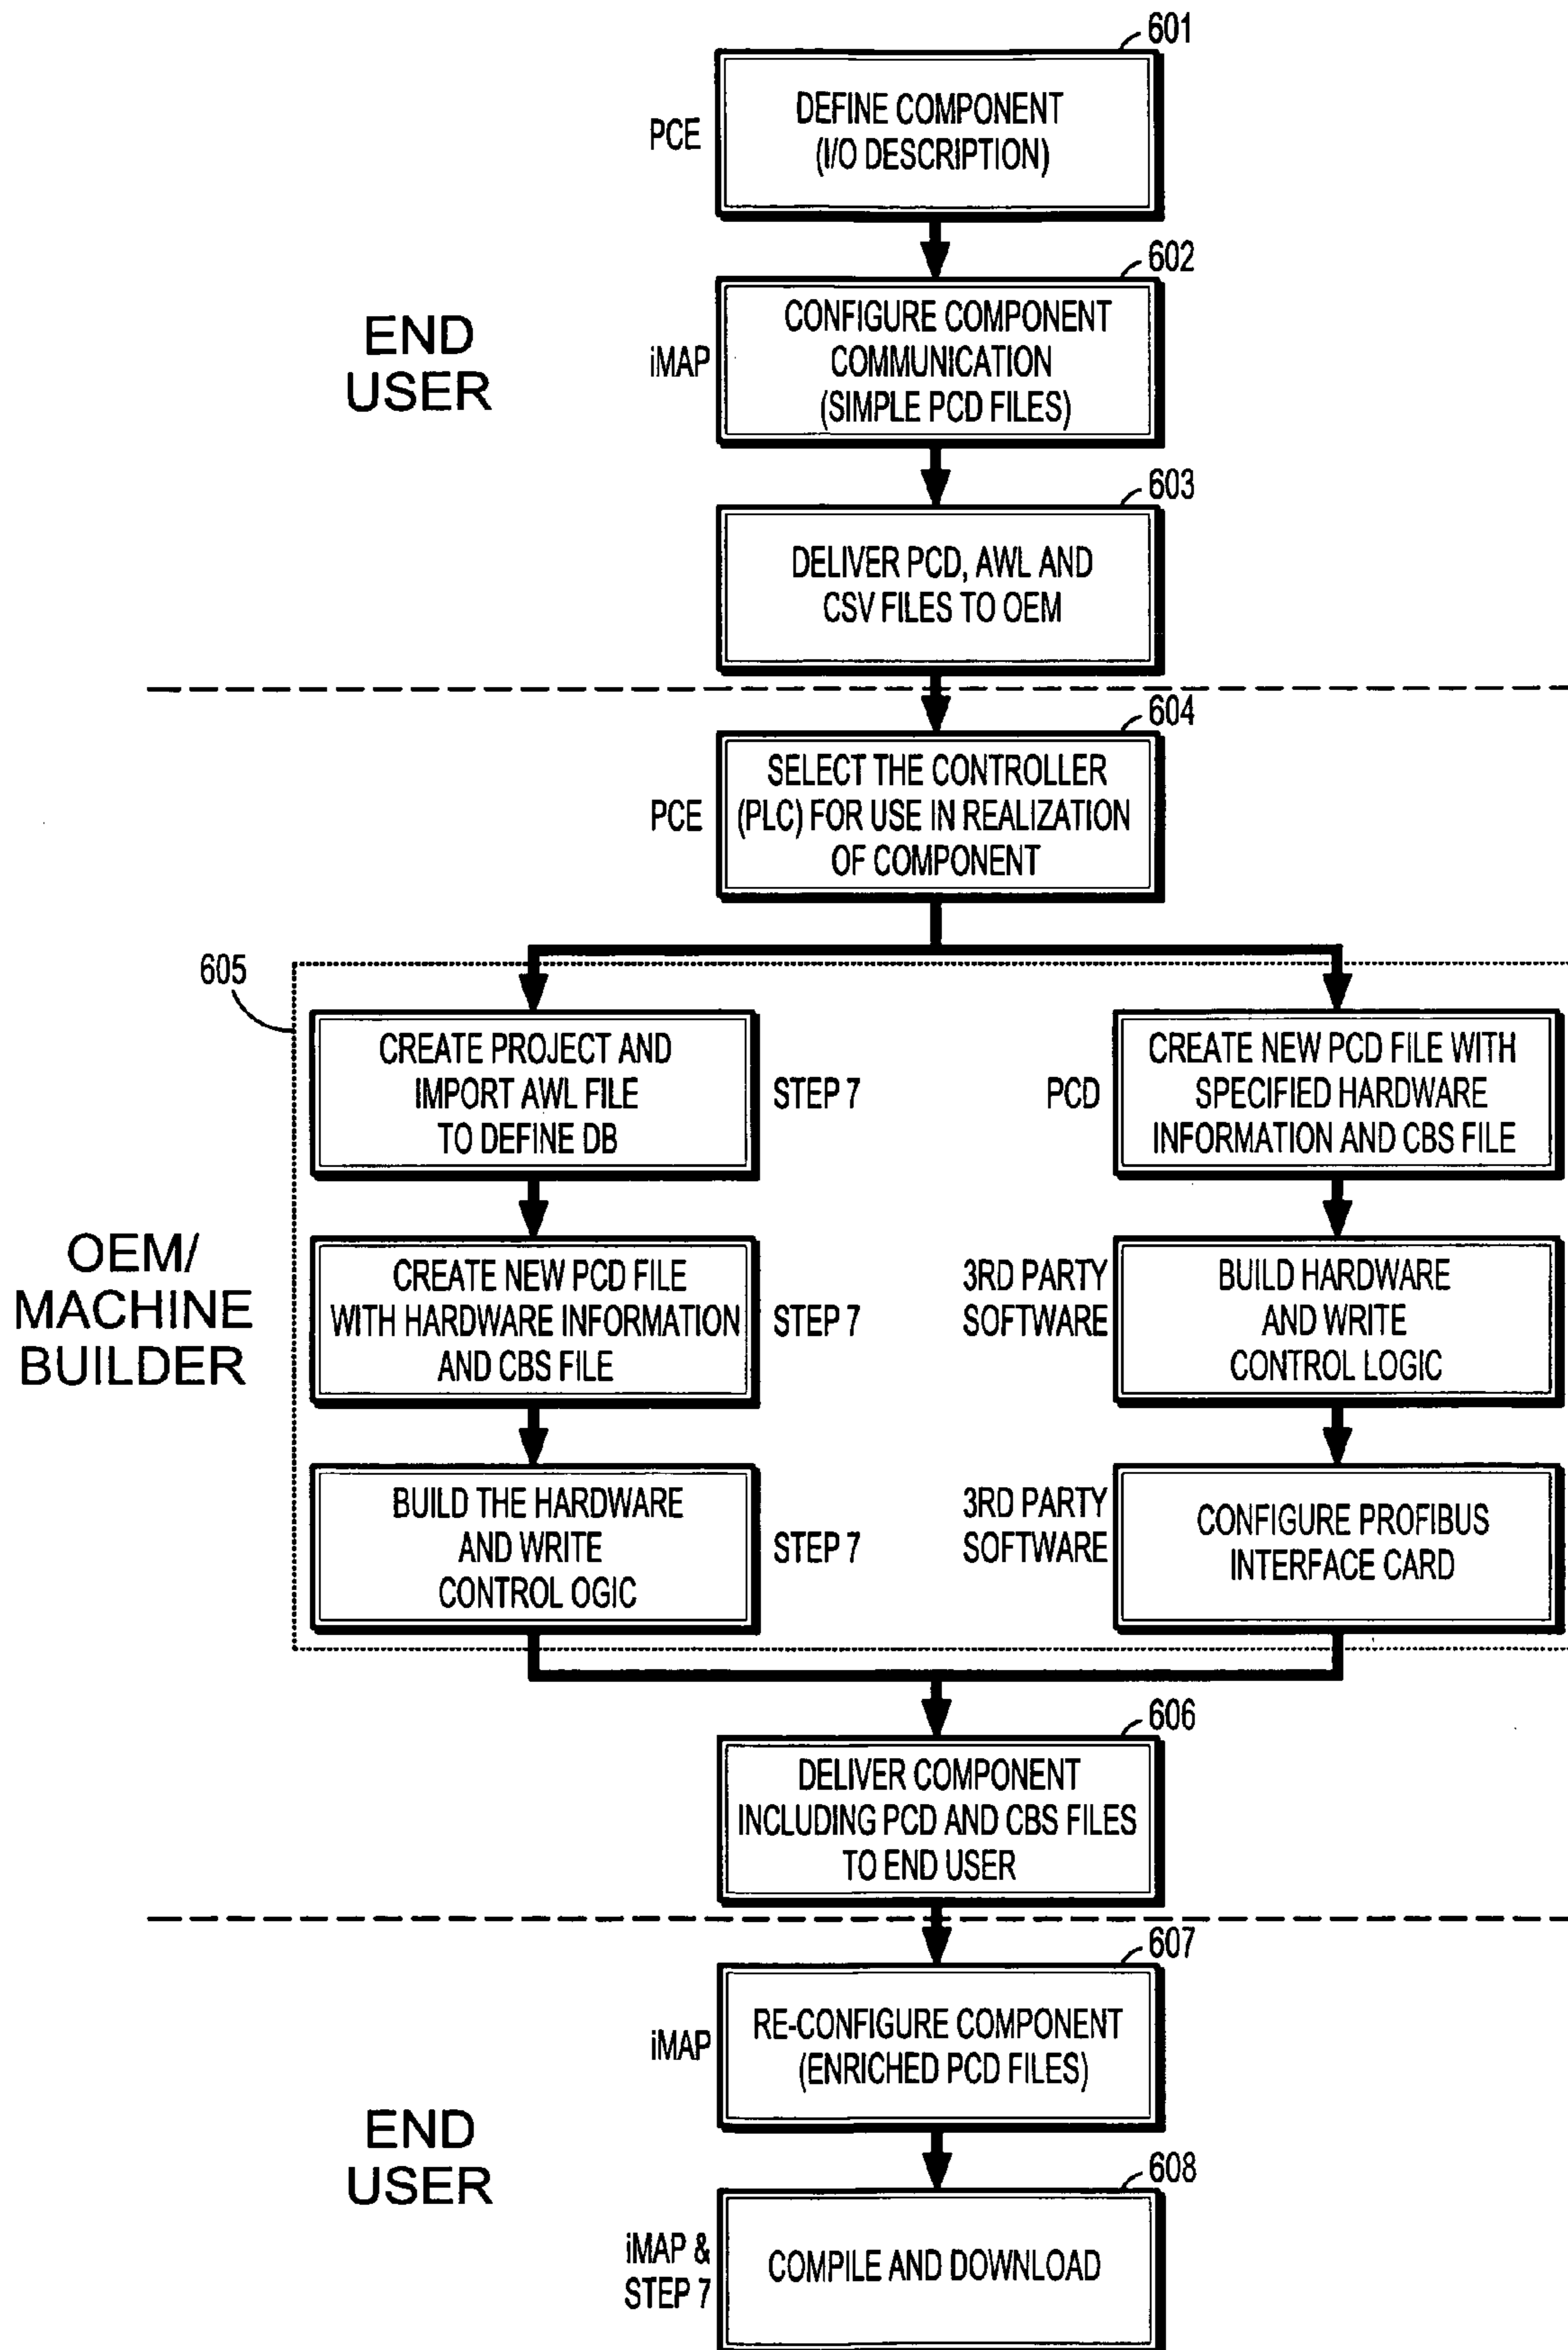 601
PCE
DEFINE COMPONENT
(I/O DESCRIPTION)
602
END
USER
iMAP
CONFIGURE COMPONENT
COMMUNICATION
(SIMPLE PCD FILES)
603
DELIVER PCD, AWL AND
CSV FILES TO OEM
604
PCE
SELECT THE CONTROLLER
(PLC) FOR USE IN REALIZATION
OF COMPONENT
605
OEM/
MACHINE
BUILDER
CREATE PROJECT AND
IMPORT AWL FILE
TO DEFINE DB
STEP 7
CREATE NEW PCD FILE
WITH HARDWARE INFORMATION
AND CBS FILE
STEP 7
BUILD THE HARDWARE
AND WRITE
CONTROL OGIC
STEP 7
PCD
CREATE NEW PCD FILE WITH
SPECIFIED HARDWARE
INFORMATION AND CBS FILE
3RD PARTY
SOFTWARE
BUILD HARDWARE
AND WRITE
CONTROL LOGIC
3RD PARTY
SOFTWARE
CONFIGURE PROFIBUS
INTERFACE CARD
606
DELIVER COMPONENT
INCLUDING PCD AND CBS FILES
TO END USER
607
iMAP
RE-CONFIGURE COMPONENT
(ENRICHED PCD FILES)
END
USER
608
iMAP &
STEP 7
COMPILE AND DOWNLOAD